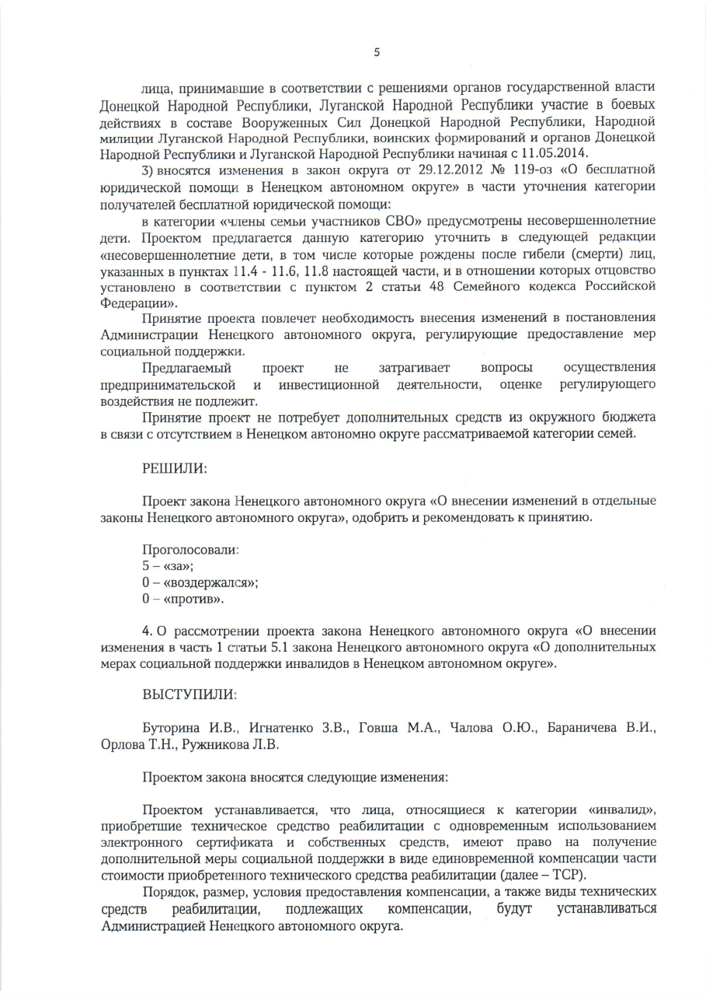 5
лица, принимавшие в соответствии с решениями органов государственной власти
Донецкой Народной Республики, Луганской Народной Республики участие в боевых
действиях в составе Вооруженных Сил Донецкой Народной Республики, Народной
милиции Луганской Народной Республики, воинских формирований и органов Донецкой
Народной Республики и Луганской Народной Республики начиная с 11.05.2014.
3) вносятся изменения в закон округа от 29.12.2012 № 119-оз «О бесплатной
юридической помощи в Ненецком автономном округе» в части уточнения категории
получателей бесплатной юридической помощи:
в категории «члены семьи участников СВО» предусмотрены несовершеннолетние
дети. Проектом предлагается данную категорию уточнить в следующей редакции
«несовершеннолетние дети, в том числе которые рождены после гибели (смерти) лиц,
указанных в пунктах 11.4 - 11.6, 11.8 настоящей части, и в отношении которых отцовство
установлено в соответствии с пунктом 2 статьи 48 Семейного кодекса Российской
Федерации».
Принятие проекта повлечет необходимость внесения изменений в постановления
Администрации Ненецкого автономного округа, регулирующие предоставление мер
социальной поддержки.
Предлагаемый проект не затрагивает вопросы осуществления
предпринимательской и инвестиционной деятельности, оценке регулирующего
воздействия не подлежит.
Принятие проект не потребует дополнительных средств из окружного бюджета
в связи с отсутствием в Ненецком автономно округе рассматриваемой категории семей.
РЕШИЛИ:
Проект закона Ненецкого автономного округа «О внесении изменений в отдельные
законы Ненецкого автономного округа», одобрить и рекомендовать к принятию.
Проголосовали:
5 – «за»;
0 – «воздержался»;
0 – «против».
4. О рассмотрении проекта закона Ненецкого автономного округа «О внесении
изменения в часть 1 статьи 5.1 закона Ненецкого автономного округа «О дополнительных
мерах социальной поддержки инвалидов в Ненецком автономном округе».
ВЫСТУПИЛИ:
Буторина И.В., Игнатенко З.В., Говша М.А., Чалова О.Ю., Бараничева В.И.,
Орлова Т.Н., Ружникова Л.В.
Проектом закона вносятся следующие изменения:
Проектом устанавливается, что лица, относящиеся к категории «инвалид»,
приобретшие техническое средство реабилитации с одновременным использованием
электронного сертификата и собственных средств, имеют право на получение
дополнительной меры социальной поддержки в виде единовременной компенсации части
стоимости приобретенного технического средства реабилитации (далее – ТСР).
Порядок, размер, условия предоставления компенсации, а также виды технических
средств реабилитации, подлежащих компенсации, будут устанавливаться
Администрацией Ненецкого автономного округа.